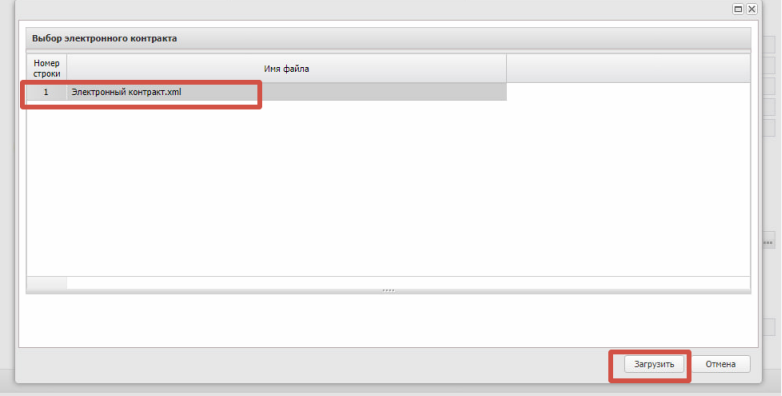 Выбор электронного контракта
Номер строки
Имя файла
1 Электронный контракт.xml
Загрузить Отмена